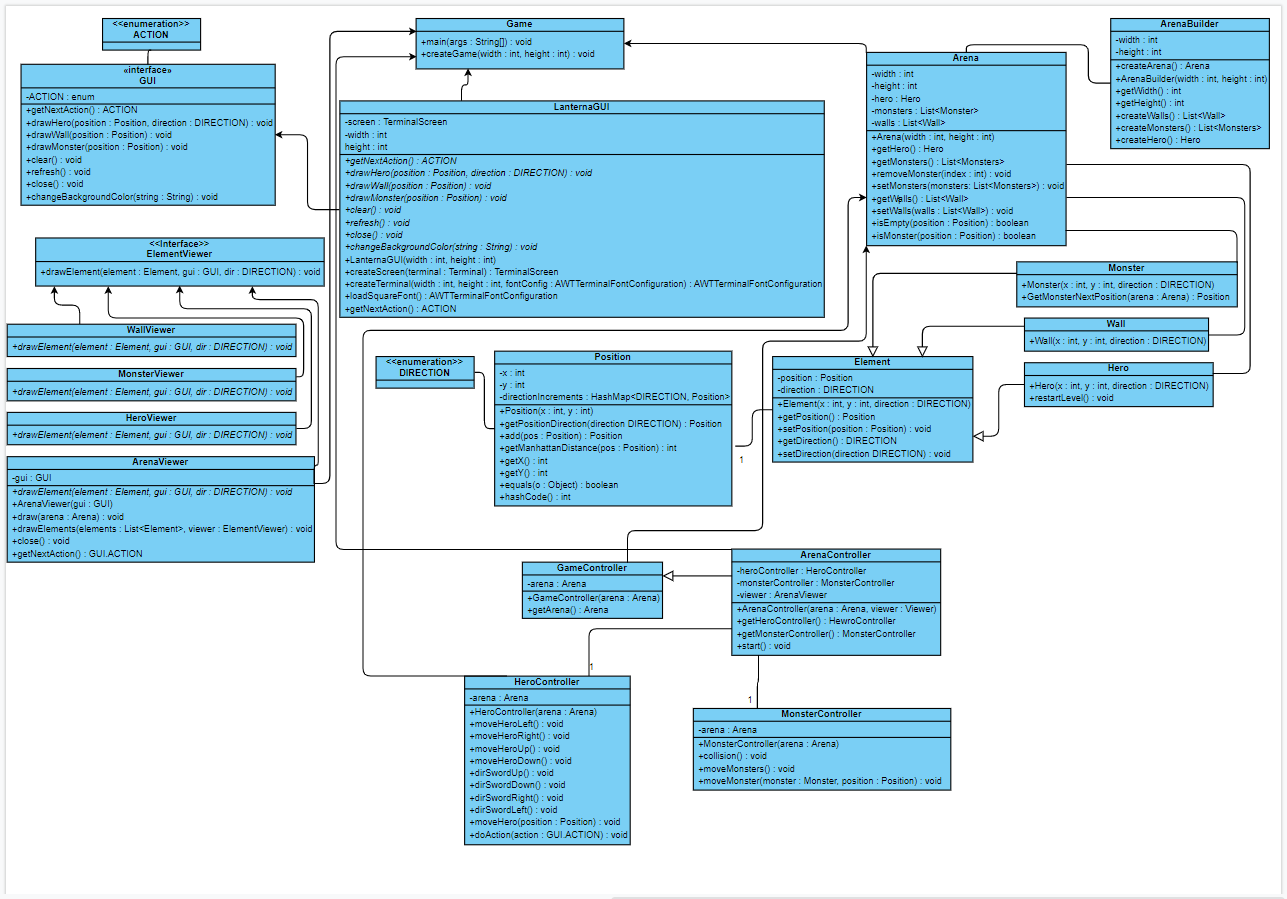 <<enumeration>>
ACTION
«interface»
GUI
-ACTION : enum
+getNextAction() : ACTION
+drawHero(position : Position, direction : DIRECTION) : void
+drawWall(position : Position) : void
+drawMonster(position : Position) : void
+clear() : void
+refresh() : void
+close() : void
+changeBackgroundColor(string : String) : void
Game
+main(args : String[]) : void
+createGame(width : int, height : int) : void
LanternaGUI
-screen : TerminalScreen
-width : int
height : int
+getNextAction() : ACTION
+drawHero(position : Position, direction : DIRECTION) : void
+drawWall(position : Position) : void
+drawMonster(position : Position) : void
+clear() : void
+refresh() : void
+close() : void
+changeBackgroundColor(string : String) : void
+LanternaGUI(width : int, height : int)
+createScreen(terminal : Terminal) : TerminalScreen
+createTerminal(width : int, height : int, fontConfig : AWTTerminalFontConfiguration) : AWTTerminalFontConfiguration
+loadSquareFont() : AWTTerminalFontConfiguration
+getNextAction() : ACTION
Arena
-width : int
-height : int
-hero : Hero
-monsters : List<Monster>
-walls : List<Wall>
+Arena(width : int, height : int)
+getHero() : Hero
+getMonsters() : List<Monsters>
+removeMonster(index : int) : void
+setMonsters(monsters: List<Monsters>) : void
+getWalls() : List<Wall>
+setWalls(walls : List<Wall>) : void
+isEmpty(position : Position) : boolean
+isMonster(position : Position) : boolean
ArenaBuilder
-width : int
-height : int
+createArena() : Arena
+ArenaBuilder(width : int, height : int)
+getWidth() : int
+getHeight() : int
+createWalls() : List<Wall>
+createMonsters() : List<Monsters>
+createHero() : Hero
<<Interface>>
ElementViewer
+drawElement(element : Element, gui : GUI, dir : DIRECTION) : void
WallViewer
+drawElement(element : Element, gui : GUI, dir : DIRECTION) : void
MonsterViewer
+drawElement(element : Element, gui : GUI, dir : DIRECTION) : void
HeroViewer
+drawElement(element : Element, gui : GUI, dir : DIRECTION) : void
ArenaViewer
-gui : GUI
+drawElement(element : Element, gui : GUI, dir : DIRECTION) : void
+ArenaViewer(gui : GUI)
+draw(arena : Arena) : void
+drawElements(elements : List<Element>, viewer : ElementViewer) : void
+close() : void
+getNextAction() : GUI.ACTION
<<enumeration>>
DIRECTION
Position
-x : int
-y : int
-directionIncrements : HashMap<DIRECTION, Position>
+Position(x : int, y : int)
+getPositionDirection(direction DIRECTION) : Position
+add(pos : Position) : Position
+getManhattanDistance(pos : Position) : int
+getX() : int
+getY() : int
+equals(o : Object) : boolean
+hashCode() : int
1
Element
-position : Position
-direction : DIRECTION
+Element(x : int, y : int, direction : DIRECTION)
+getPosition() : Position
+setPosition(position : Position) : void
+getDirection() : DIRECTION
+setDirection(direction DIRECTION) : void
Monster
+Monster(x : int, y : int, direction : DIRECTION)
+GetMonsterNextPosition(arena : Arena) : Position
Wall
+Wall(x : int, y : int, direction : DIRECTION)
Hero
+Hero(x : int, y : int, direction : DIRECTION)
+restartLevel() : void
GameController
-arena : Arena
+GameController(arena : Arena)
+getArena() : Arena
ArenaController
-heroController : HeroController
-monsterController : MonsterController
-viewer : ArenaViewer
+ArenaController(arena : Arena, viewer : Viewer)
+getHeroController() : HewroController
+getMonsterController() : MonsterController
+start() : void
1
1
HeroController
-arena : Arena
+HeroController(arena : Arena)
+moveHeroLeft() : void
+moveHeroRight() : void
+moveHeroUp() : void
+moveHeroDown() : void
+dirSwordUp() : void
+dirSwordDown() : void
+dirSwordRight() : void
+dirSwordLeft() : void
+moveHero(position : Position) : void
+doAction(action : GUI.ACTION) : void
MonsterController
-arena : Arena
+MonsterController(arena : Arena)
+collision() : void
+moveMonsters() : void
+moveMonster(monster : Monster, position : Position) : void